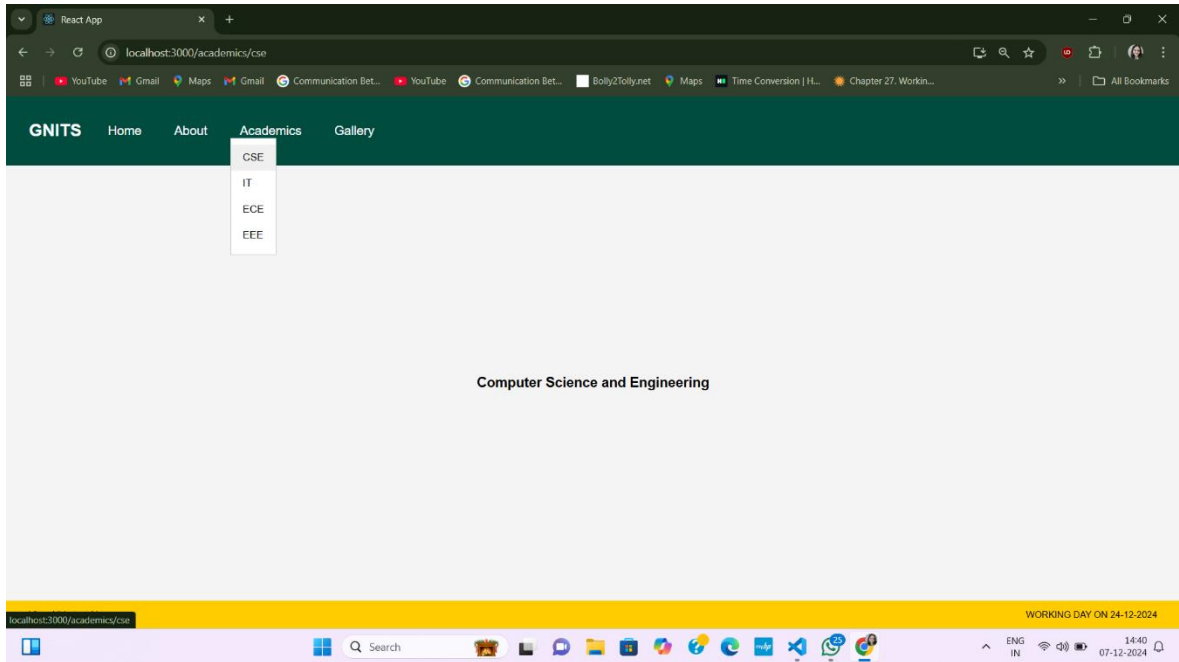 React App
localhost:3000/academics/cse
YouTube Gmail Maps Gmail Communication Bet... YouTube Communication Bet... Bolly2Tolly.net Maps Time Conversion | H... Chapter 27. Workin... » All Bookmarks
GNITS Home About Academics Gallery
CSE
IT
ECE
EEE
Computer Science and Engineering
WORKING DAY ON 24-12-2024
localhost:3000/academics/cse
Search
25
ENG 14:40
IN 07-12-2024